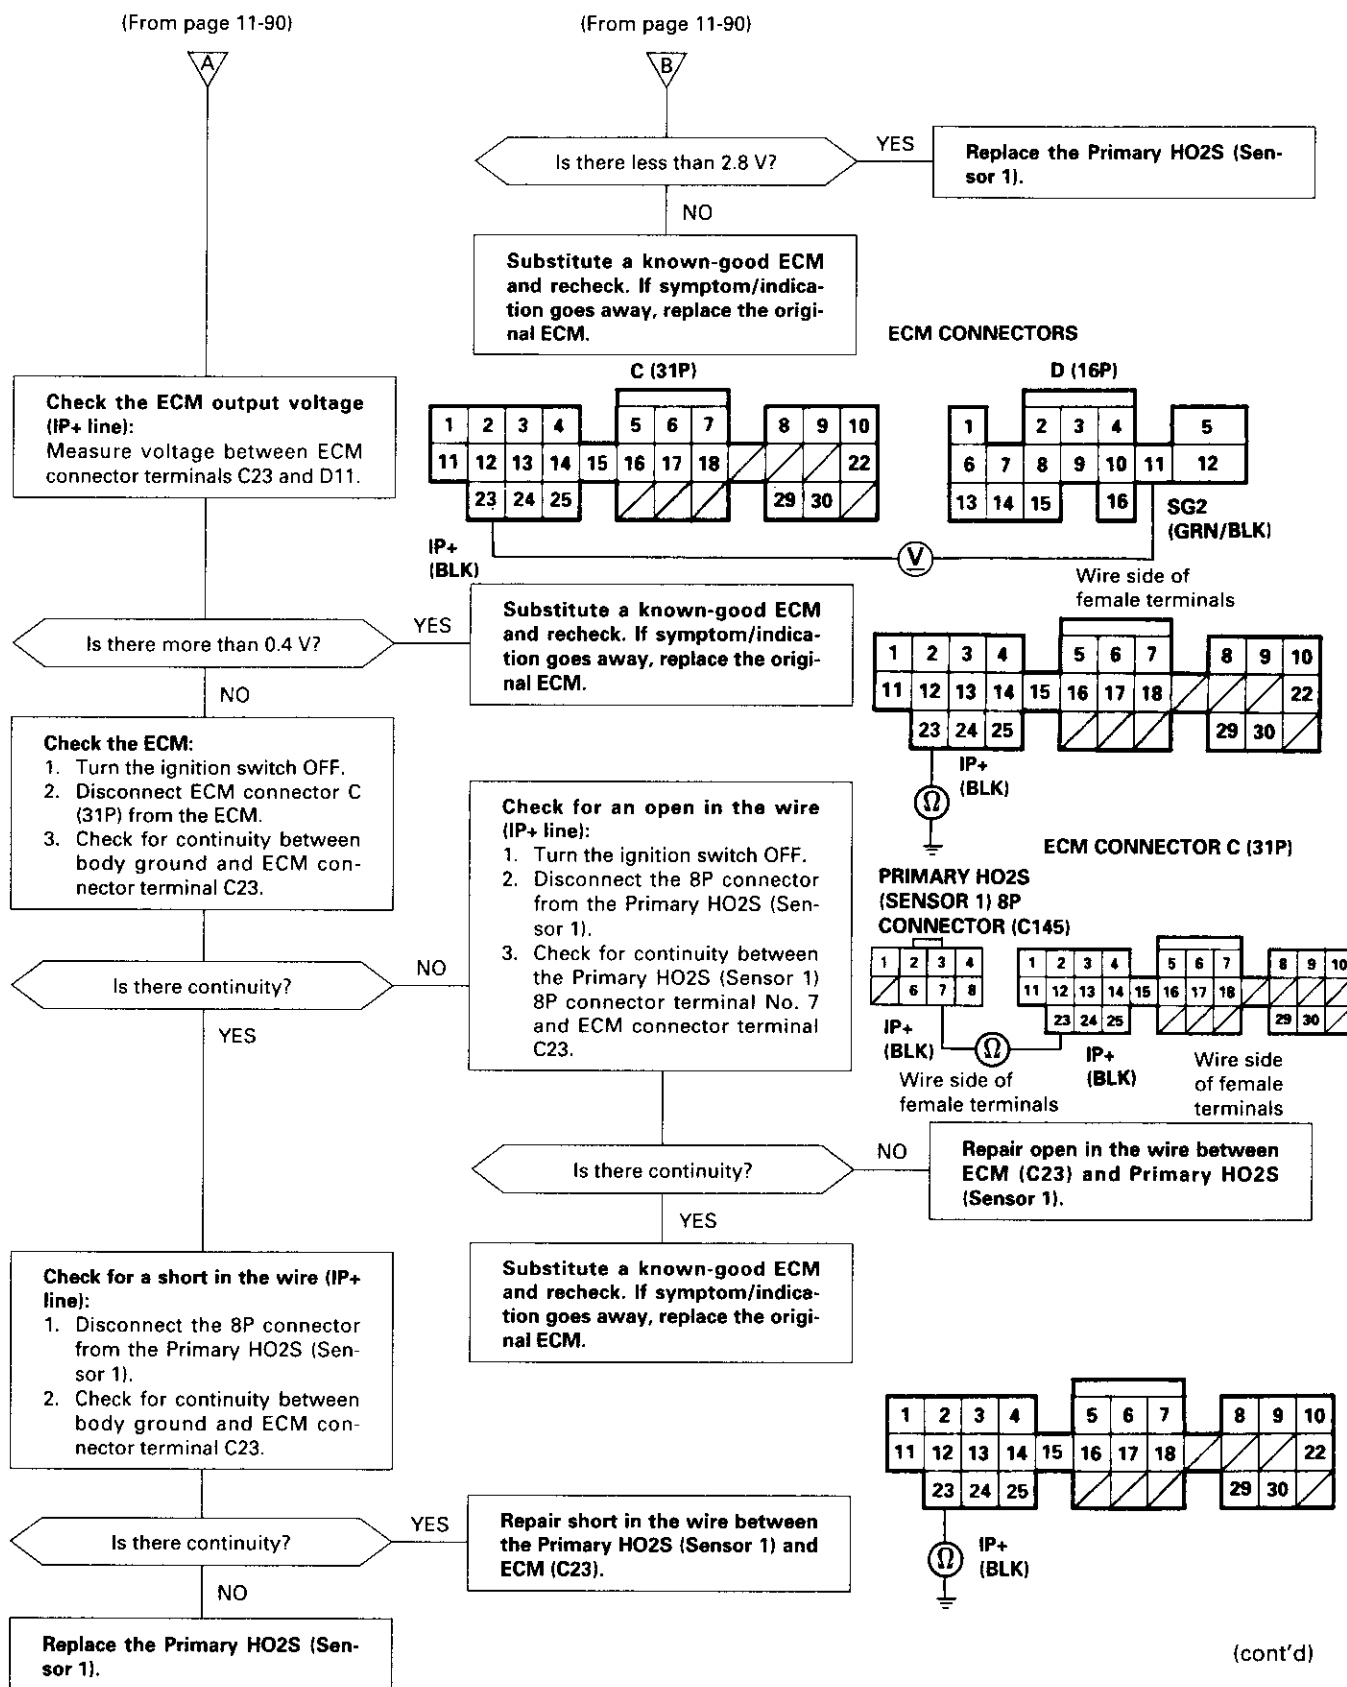 (From page 11-90)
A
(From page 11-90)
B
Is there less than 2.8 V?
YES
Replace the Primary HO2S (Sen-
sor 1).
NO
Substitute a known-good ECM
and recheck. If symptom/indica-
tion goes away, replace the origi-
nal ECM.
ECM CONNECTORS
C (31P)
D (16P)
Check the ECM output voltage
(IP+ line):
Measure voltage between ECM
connector terminals C23 and D11.
1 2 3 4 5 6 7 8 9 10
11 12 13 14 15 16 17 18 22
23 24 25 29 30
1 2 3 4 5
6 7 8 9 10 11 12
13 14 15 16
SG2
(GRN/BLK)
IP+
(BLK)
V
Wire side of
female terminals
Is there more than 0.4 V?
YES
Substitute a known-good ECM
and recheck. If symptom/indica-
tion goes away, replace the origi-
nal ECM.
NO
1 2 3 4 5 6 7 8 9 10
11 12 13 14 15 16 17 18 22
23 24 25 29 30
IP+
(BLK)
Ω
ECM CONNECTOR C (31P)
Check the ECM:
1. Turn the ignition switch OFF.
2. Disconnect ECM connector C
(31P) from the ECM.
3. Check for continuity between
body ground and ECM con-
nector terminal C23.
Is there continuity?
NO
YES
Check for an open in the wire
(IP+ line):
1. Turn the ignition switch OFF.
2. Disconnect the 8P connector
from the Primary HO2S (Sen-
sor 1).
3. Check for continuity between
the Primary HO2S (Sensor 1)
8P connector terminal No. 7
and ECM connector terminal
C23.
PRIMARY HO2S
(SENSOR 1) 8P
CONNECTOR (C145)
1 2 3 4
6 7 8
1 2 3 4 5 6 7 8 9 10
11 12 13 14 15 16 17 18
23 24 25 29 30
IP+
(BLK)
Ω
IP+
(BLK)
Wire side of
female terminals
Wire side
of female
terminals
Is there continuity?
NO
Repair open in the wire between
ECM (C23) and Primary HO2S
(Sensor 1).
YES
Substitute a known-good ECM
and recheck. If symptom/indica-
tion goes away, replace the origi-
nal ECM.
Check for a short in the wire (IP+
line):
1. Disconnect the 8P connector
from the Primary HO2S (Sen-
sor 1).
2. Check for continuity between
body ground and ECM con-
nector terminal C23.
1 2 3 4 5 6 7 8 9 10
11 12 13 14 15 16 17 18 22
23 24 25 29 30
IP+
(BLK)
Ω
Is there continuity?
YES
Repair short in the wire between
the Primary HO2S (Sensor 1) and
ECM (C23).
NO
Replace the Primary HO2S (Sen-
sor 1).
(cont'd)